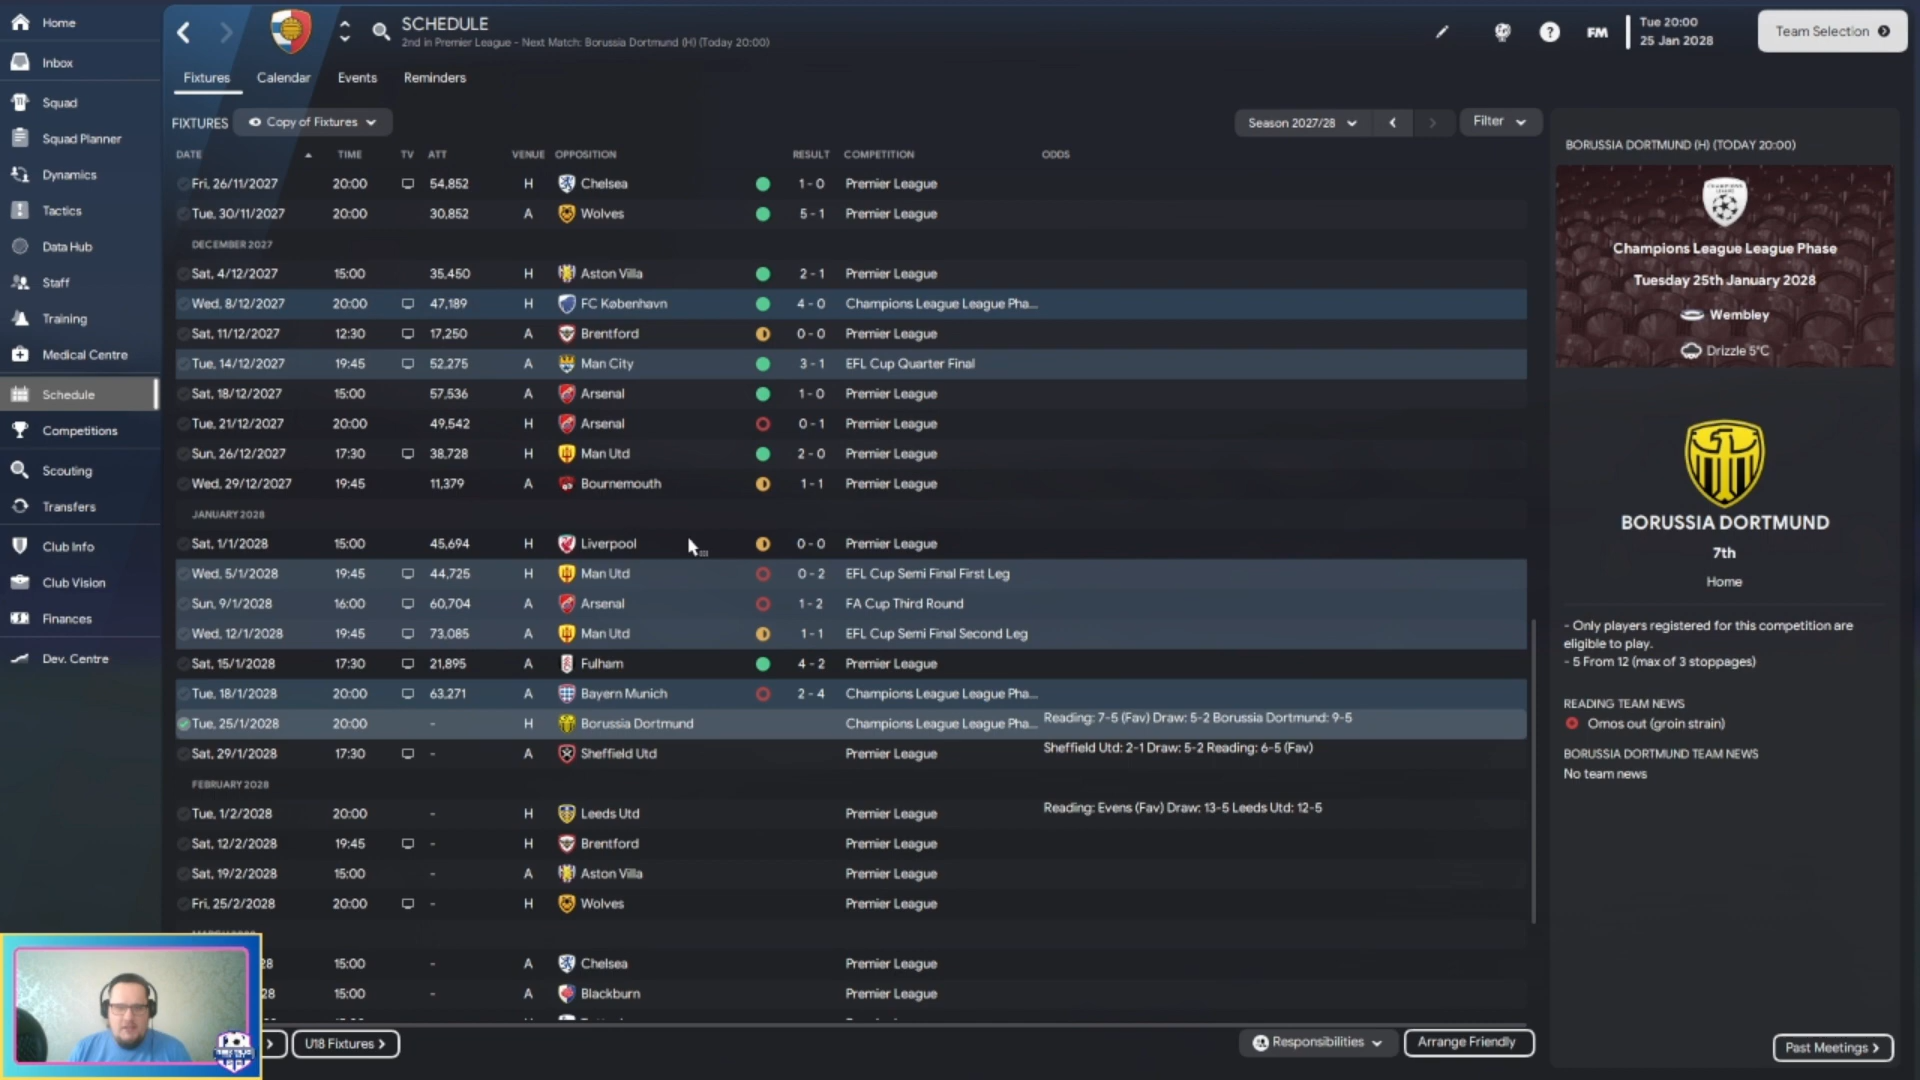 Home
Inbox
Squad
Squad Planner
Dynamics
Tactics
Data Hub
Staff
Training
Medical Centre
Schedule
Competitions
Scouting
Transfers
Club Info
Club Vision
Finances
Dev. Centre
SCHEDULE
2nd in Premier League - Next Match: Borussia Dortmund (H) (Today 20:00)
FM
Tue 20:00
25 Jan 2028
Team Selection
Fixtures Calendar Events Reminders
FIXTURES Copy of Fixtures
Season 2027/28 Filter
DATE TIME TV ATT VENUE OPPOSITION RESULT COMPETITION ODDS
Fri, 26/11/2027 20:00 54,852 H Chelsea 1 - 0 Premier League
Tue, 30/11/2027 20:00 30,852 A Wolves 5 - 1 Premier League
DECEMBER 2027
Sat, 4/12/2027 15:00 35,450 H Aston Villa 2 - 1 Premier League
Wed, 8/12/2027 20:00 47,189 H FC København 4 - 0 Champions League League Pha...
Sat, 11/12/2027 12:30 17,250 A Brentford 0 - 0 Premier League
Tue, 14/12/2027 19:45 52,275 A Man City 3 - 1 EFL Cup Quarter Final
Sat, 18/12/2027 15:00 57,536 A Arsenal 1 - 0 Premier League
Tue, 21/12/2027 20:00 49,542 H Arsenal 0 - 1 Premier League
Sun, 26/12/2027 17:30 38,728 H Man Utd 2 - 0 Premier League
Wed, 29/12/2027 19:45 11,379 A Bournemouth 1 - 1 Premier League
JANUARY 2028
Sat, 1/1/2028 15:00 45,694 H Liverpool 0 - 0 Premier League
Wed, 5/1/2028 19:45 44,725 H Man Utd 0 - 2 EFL Cup Semi Final First Leg
Sun, 9/1/2028 16:00 60,704 A Arsenal 1 - 2 FA Cup Third Round
Wed, 12/1/2028 19:45 73,085 A Man Utd 1 - 1 EFL Cup Semi Final Second Leg
Sat, 15/1/2028 17:30 21,895 A Fulham 4 - 2 Premier League
Tue, 18/1/2028 20:00 63,271 A Bayern Munich 2 - 4 Champions League League Pha...
Tue, 25/1/2028 20:00 - H Borussia Dortmund Champions League League Pha... Reading: 7-5 (Fav) Draw: 5-2 Borussia Dortmund: 9-5
Sat, 29/1/2028 17:30 - A Sheffield Utd Premier League Sheffield Utd: 2-1 Draw: 5-2 Reading: 6-5 (Fav)
FEBRUARY 2028
Tue, 1/2/2028 20:00 - H Leeds Utd Premier League Reading: Evens (Fav) Draw: 13-5 Leeds Utd: 12-5
Sat, 12/2/2028 19:45 - H Brentford Premier League
Sat, 19/2/2028 15:00 - A Aston Villa Premier League
Fri, 25/2/2028 20:00 - H Wolves Premier League
28 15:00 - A Chelsea Premier League
28 15:00 - A Blackburn Premier League
U18 Fixtures
Responsibilities
Arrange Friendly
BORUSSIA DORTMUND (H) (TODAY 20:00)
Champions League League Phase
Tuesday 25th January 2028
Wembley
Drizzle 5°C
BORUSSIA DORTMUND
7th
Home
- Only players registered for this competition are
eligible to play.
- 5 From 12 (max of 3 stoppages)
READING TEAM NEWS
Omos out (groin strain)
BORUSSIA DORTMUND TEAM NEWS
No team news
Past Meetings